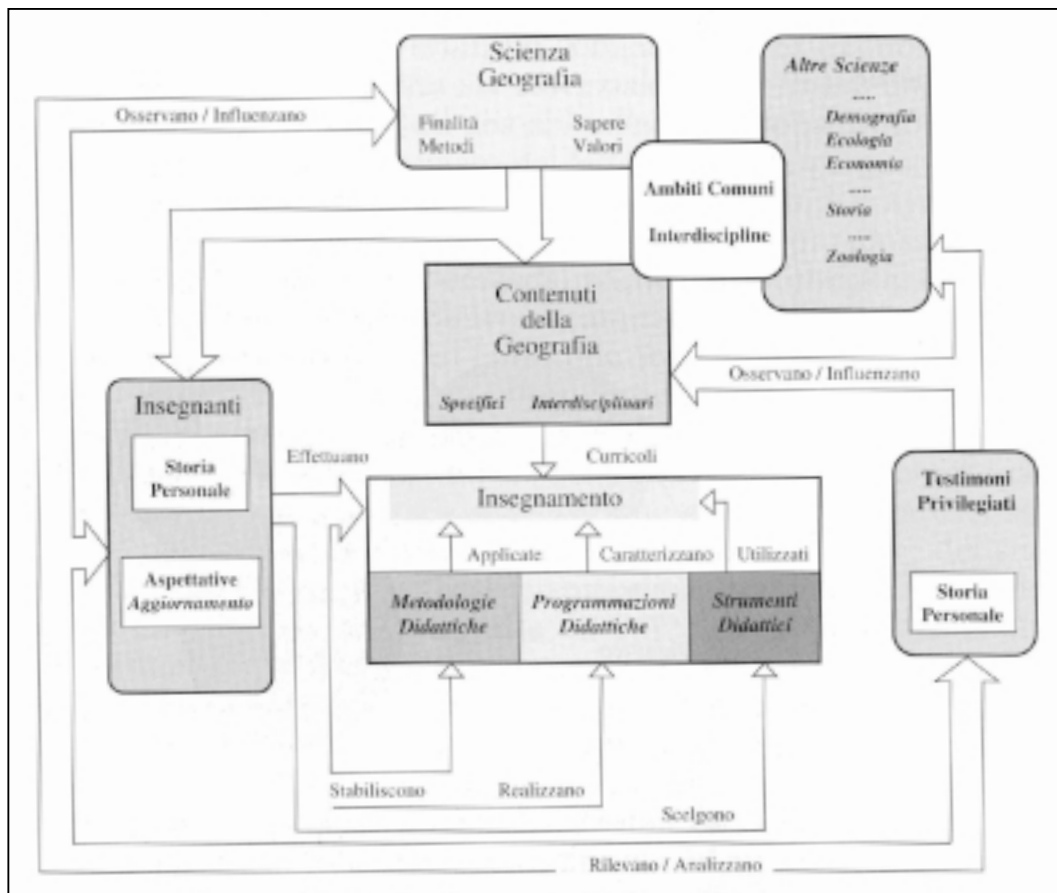 Scienza
Geografia
Finalità Sapere
Metodi Valori
Altre Scienze
....
Demografia
Ecologia
Economia
....
Storia
....
Zoologia
Osservano / Influenzano
Ambiti Comuni
Interdiscipline
Contenuti
della
Geografia
Specifici Interdisciplinari
Osservano / Influenzano
Insegnanti
Storia
Personale
Aspettative
Aggiornamento
Effettuano
Curricoli
Insegnamento
Applicate Caratterizzano Utilizzati
Metodologie Programmazioni Strumenti
Didattiche Didattiche Didattici
Testimoni
Privilegiati
Storia
Personale
Stabiliscono Realizzano
Scelgono
Rilevano / Analizzano